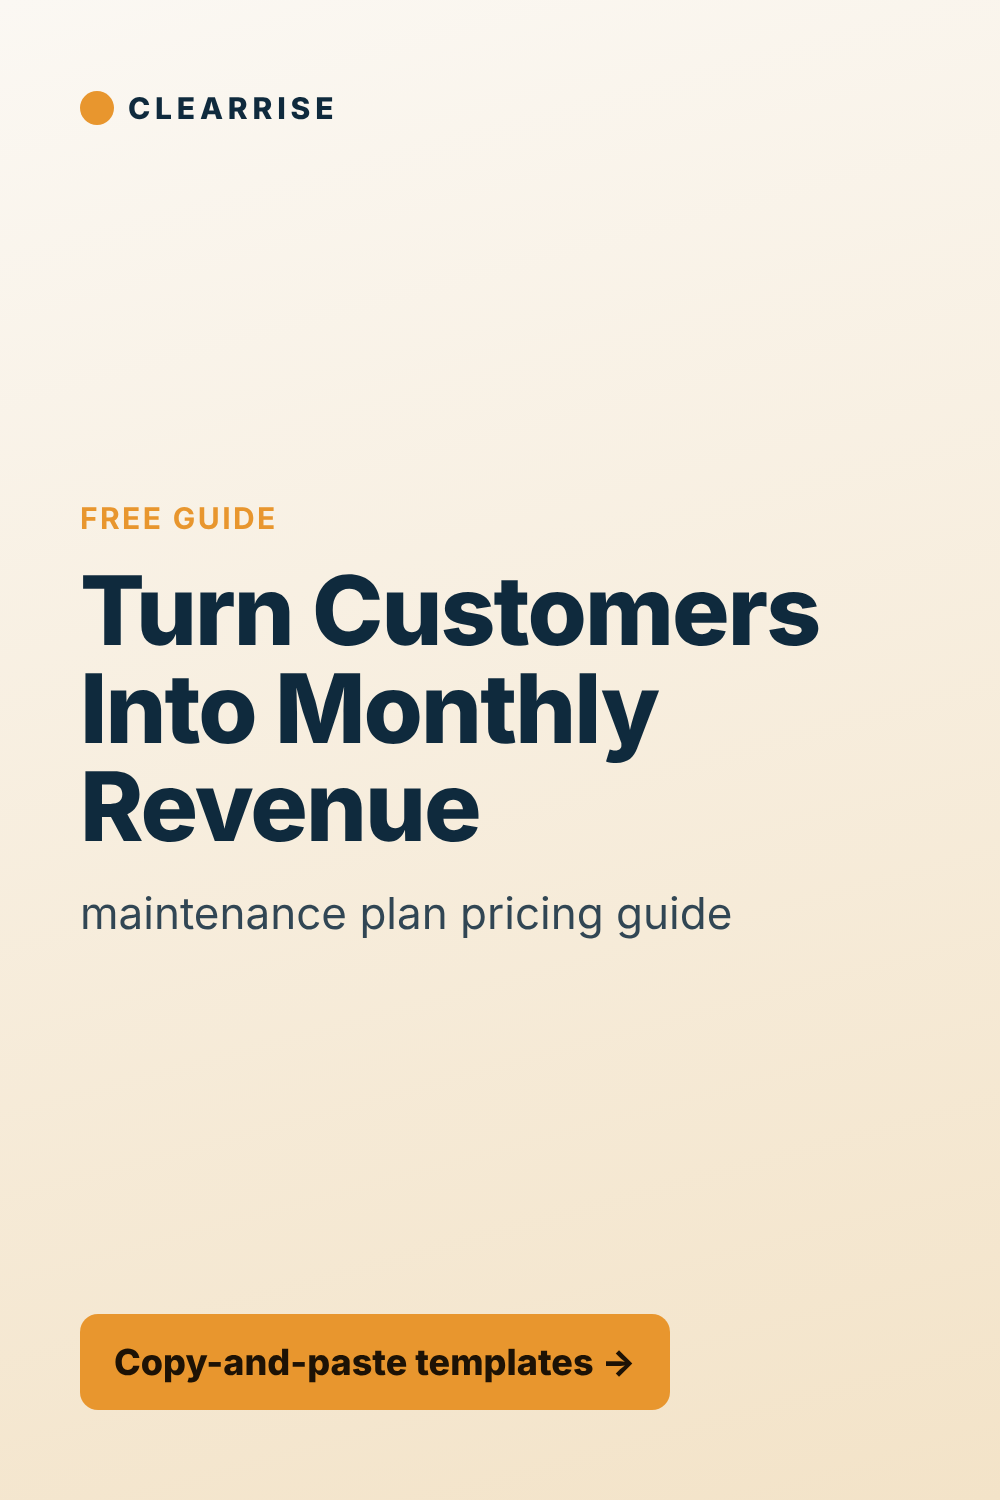 CLEARRISE
FREE GUIDE
Turn Customers
Into Monthly
Revenue
maintenance plan pricing guide
Copy-and-paste templates →